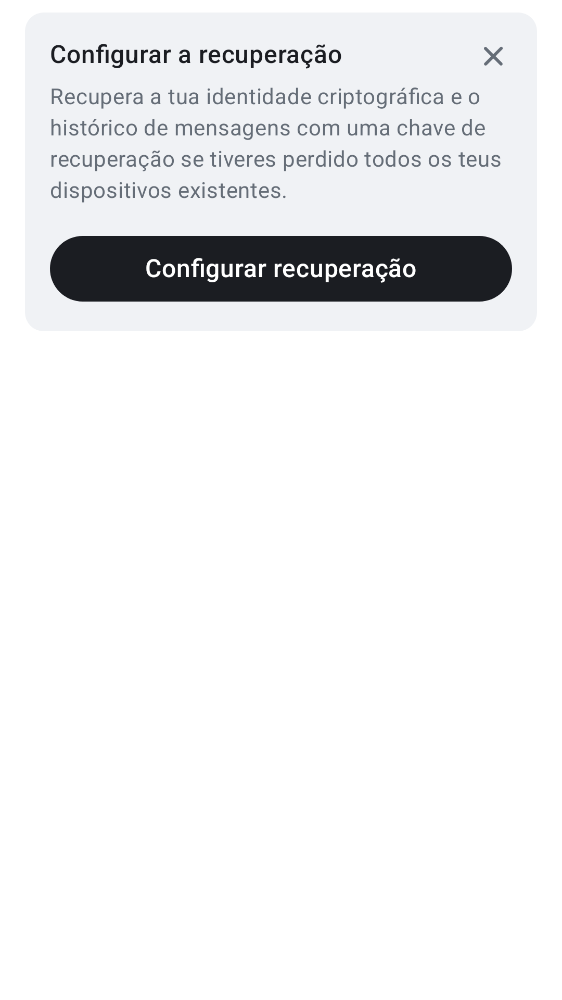 Configurar a recuperação
Recupera a tua identidade criptográfica e o
histórico de mensagens com uma chave de
recuperação se tiveres perdido todos os teus
dispositivos existentes.
Configurar recuperação